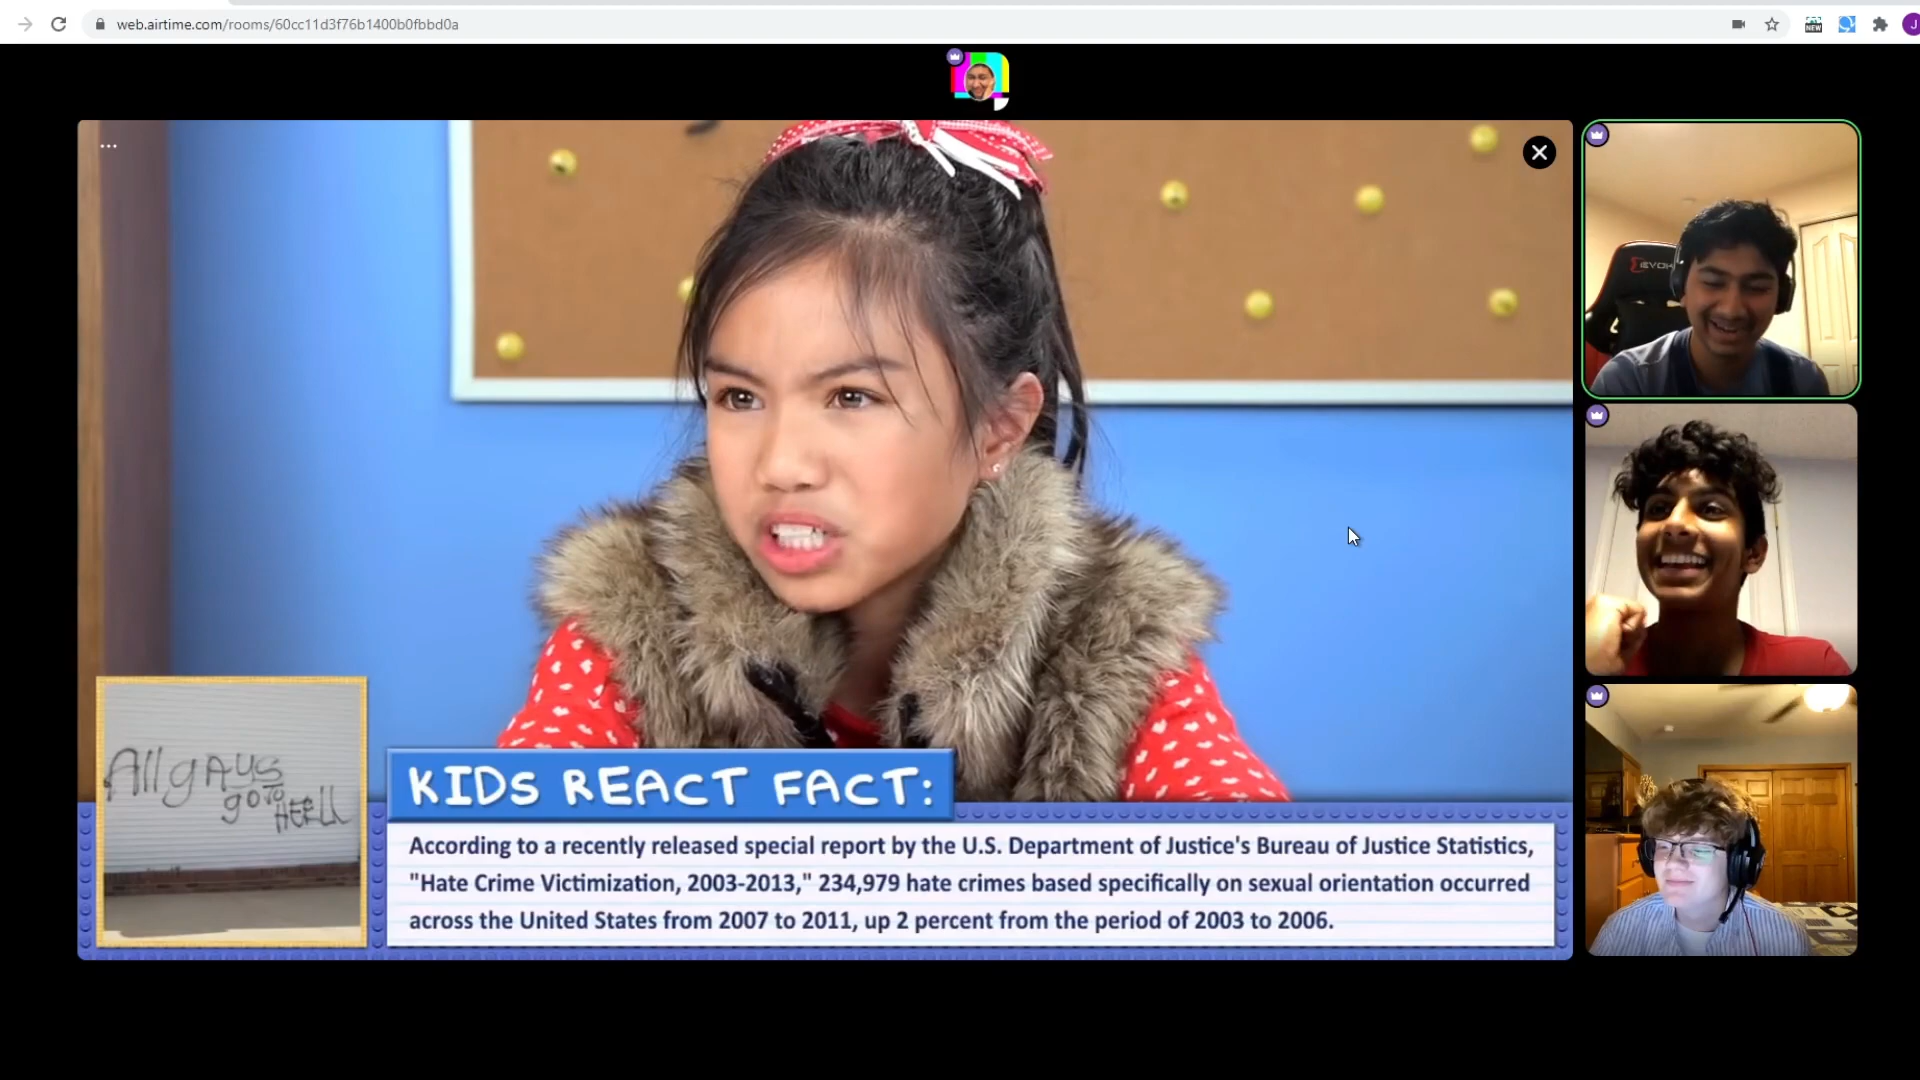 web.airtime.com/rooms/60cc11d3f76b1400b0fbbd0a
NEW
J
EVOK
All gAys
go to
HELL
KIDS REACT FACT:
According to a recently released special report by the U.S. Department of Justice's Bureau of Justice Statistics,
"Hate Crime Victimization, 2003-2013," 234,979 hate crimes based specifically on sexual orientation occurred
across the United States from 2007 to 2011, up 2 percent from the period of 2003 to 2006.